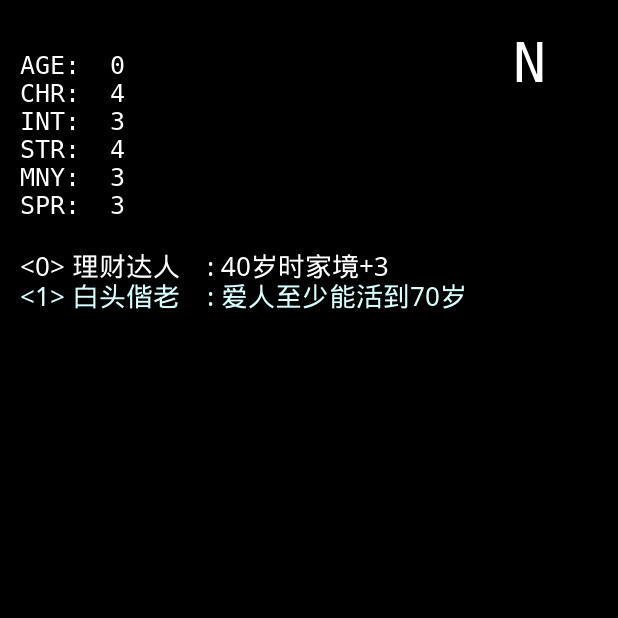 N
AGE: 0
CHR: 4
INT: 3
STR: 4
MNY: 3
SPR: 3
<0> 理财达人 : 40岁时家境+3
<1> 白头偕老 : 爱人至少能活到70岁